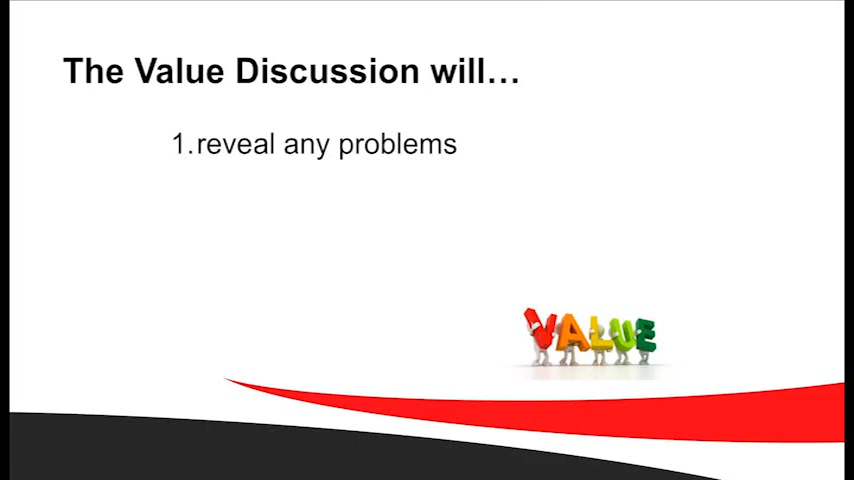 The Value Discussion will…
1.reveal any problems
VALUE